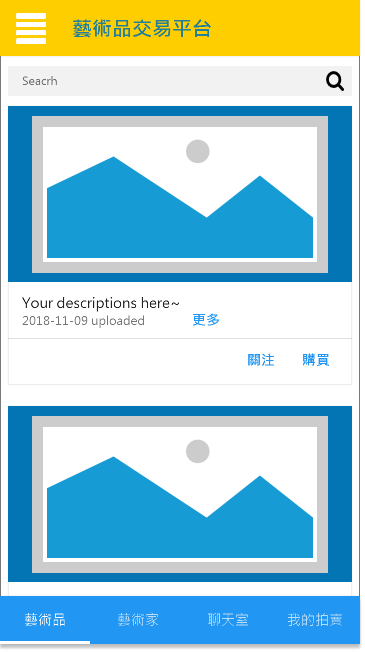 藝術品交易平台
Seacrh
Your descriptions here~
2018-11-09 uploaded 更多
關注 購買
藝術品 藝術家 聊天室 我的拍賣